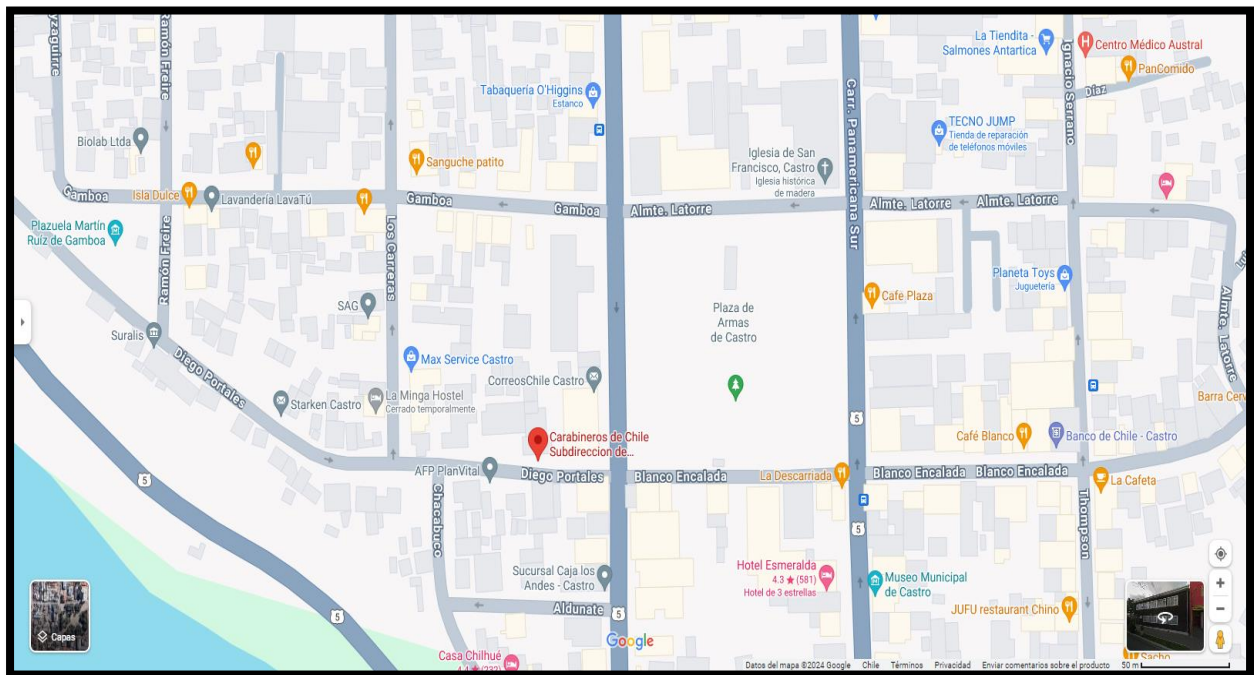 yzaguirre
Ramón Freire
La Tiendita -
Salmones Antartica
Ignacio Serrano
Centro Médico Austral
PanComido
Díaz
Tabaqueria O'Higgins
Estanco
Carr. Panamericana Sur
TECNO JUMP
Tienda de reparación
de teléfonos móviles
Biolab Ltda
Sanguche patito
Iglesia de San
Francisco, Castro
Iglesia histórica
de madera
Gamboa
Isla Dulce
Lavandería LavaTú
Gamboa
Gamboa
Almte. Latorre
Almte. Latorre
Almte. Latorre
Plazuela Martín
Ruíz de Gamboa
Ramón Freire
Los Carreras
Planeta Toys
Juguetería
Almte. Latorre
SAG
Cafe Plaza
Plaza de
Armas
de Castro
Suralis
Diego Portales
Max Service Castro
CorreosChile Castro
La Minga Hostel
Cerrado temporalmente
Starken Castro
Barra Cerv
5
Carabineros de Chile
Subdireccion de...
Café Blanco
Banco de Chile - Castro
AFP PlanVital
Diego Portales
Blanco Encalada
La Descarriada
Blanco Encalada
Blanco Encalada
La Cafeta
5
Chacabuco
Thompson
5
Sucursal Caja los
Andes - Castro
Hotel Esmeralda
4.3 ★ (581)
Hotel de 3 estrellas
Museo Municipal
de Castro
Aldunate
5
5
JUFU restaurant Chino
Capas
Google
Casa Chilhué
Sacho
Datos del mapa ©2024 Google Chile Términos Privacidad Enviar comentarios sobre el producto 50 m